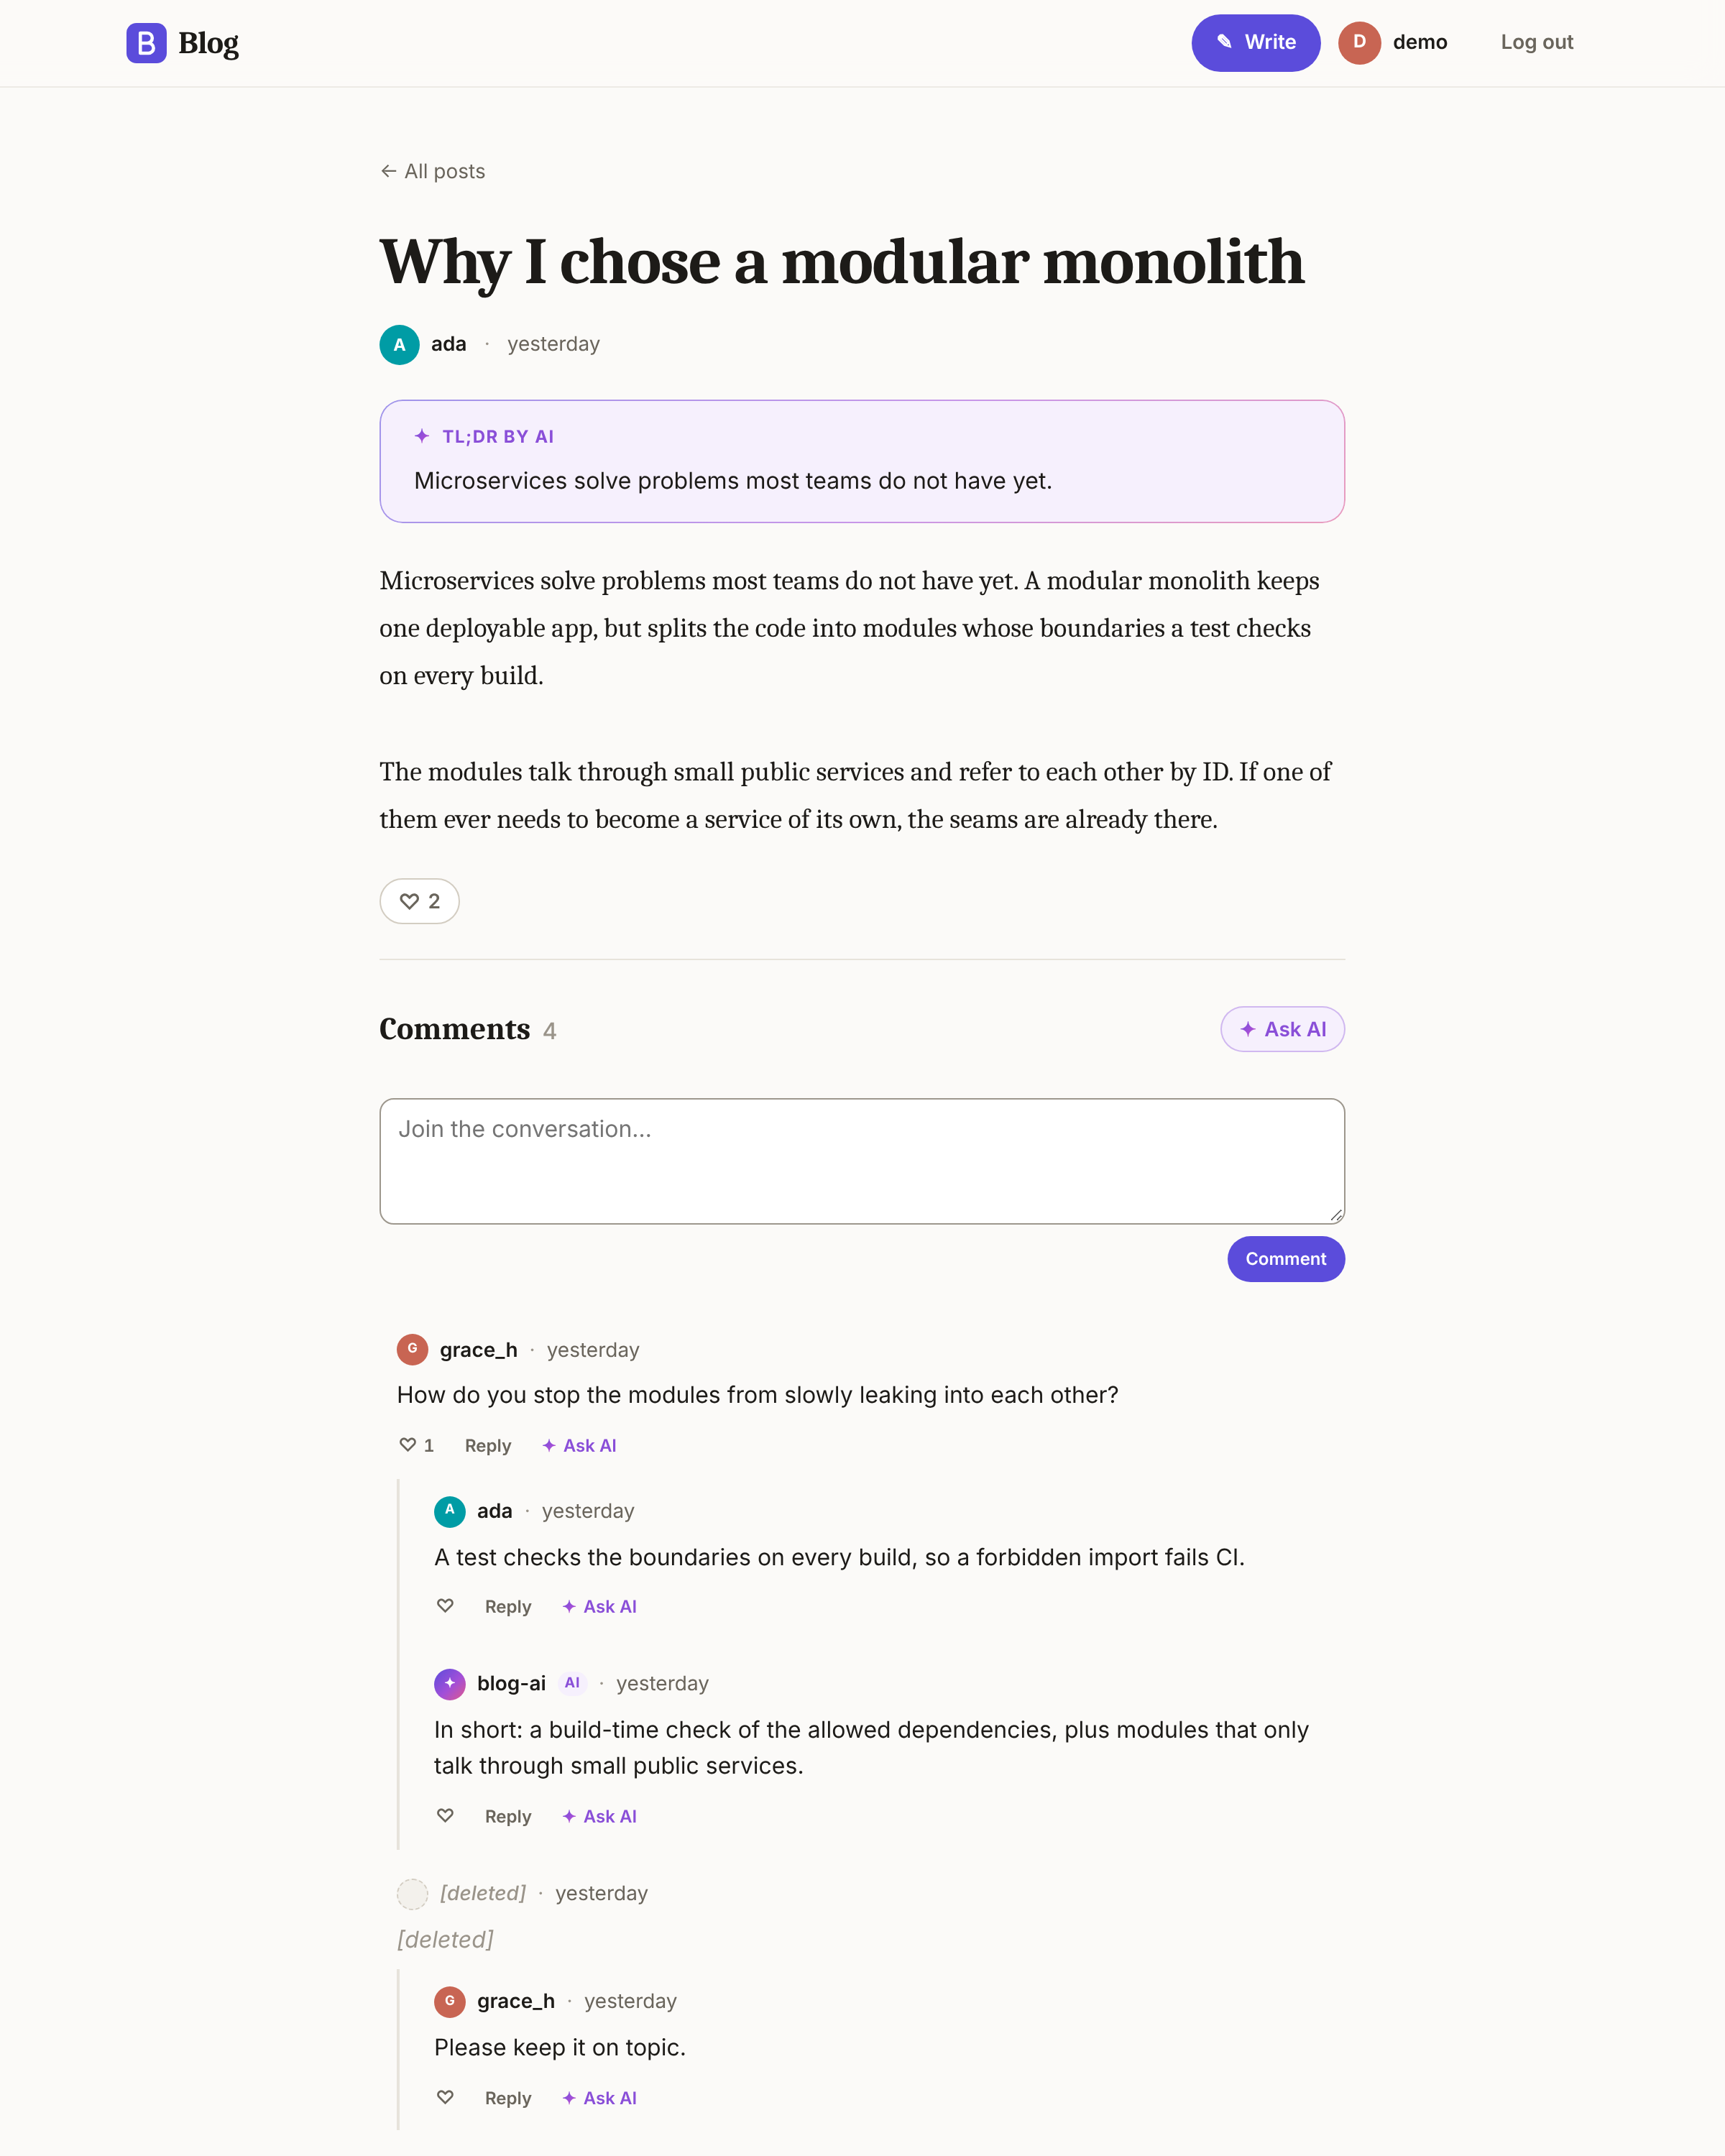 B Blog
✎ Write
D demo
Log out
← All posts
Why I chose a modular monolith
A ada · yesterday
✦ TL;DR BY AI
Microservices solve problems most teams do not have yet.
Microservices solve problems most teams do not have yet. A modular monolith keeps
one deployable app, but splits the code into modules whose boundaries a test checks
on every build.
The modules talk through small public services and refer to each other by ID. If one of
them ever needs to become a service of its own, the seams are already there.
♡ 2
Comments 4
✦ Ask AI
Join the conversation...
Comment
G grace_h · yesterday
How do you stop the modules from slowly leaking into each other?
♡ 1 Reply ✦ Ask AI
A ada · yesterday
A test checks the boundaries on every build, so a forbidden import fails CI.
♡ Reply ✦ Ask AI
✦ blog-ai AI · yesterday
In short: a build-time check of the allowed dependencies, plus modules that only
talk through small public services.
♡ Reply ✦ Ask AI
[deleted] · yesterday
[deleted]
G grace_h · yesterday
Please keep it on topic.
♡ Reply ✦ Ask AI